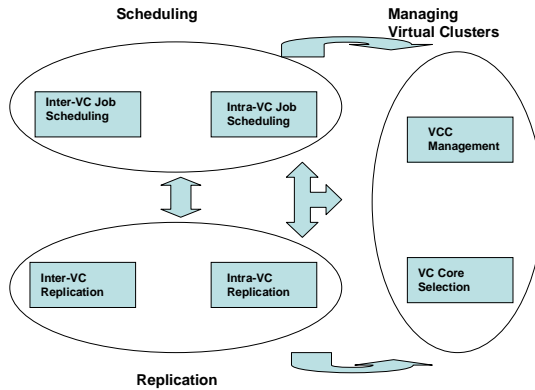 Scheduling
Managing
Virtual Clusters
Inter-VC Job
Scheduling
Intra-VC Job
Scheduling
VCC
Management
Inter-VC
Replication
Intra-VC
Replication
VC Core
Selection
Replication